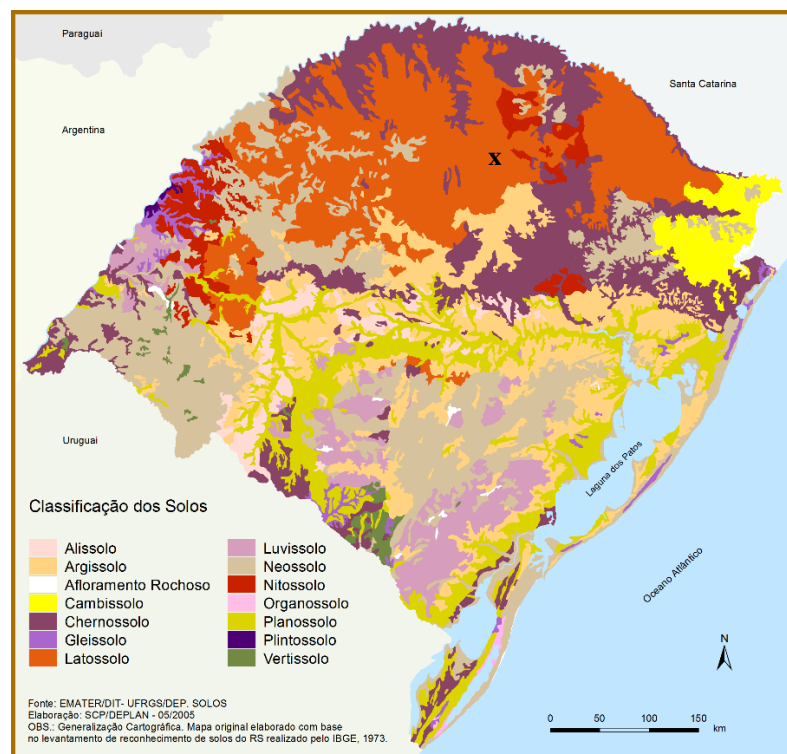 Paraguai
Santa Catarina
Argentina
x
Uruguai
Laguna dos Patos
Oceano Atlântico
Classificação dos Solos
Alissolo
Argissolo
Afloramento Rochoso
Cambissolo
Chernossolo
Gleissolo
Latossolo
Luvissolo
Neossolo
Nitossolo
Organossolo
Planossolo
Plintossolo
Vertissolo
N
0 50 100 150
km
Fonte: EMATER/DIT- UFRGS/DEP. SOLOS
Elaboração: SCP/DEPLAN - 05/2005
OBS.: Generalização Cartográfica. Mapa original elaborado com base
no levantamento de reconhecimento de solos do RS realizado pelo IBGE, 1973.